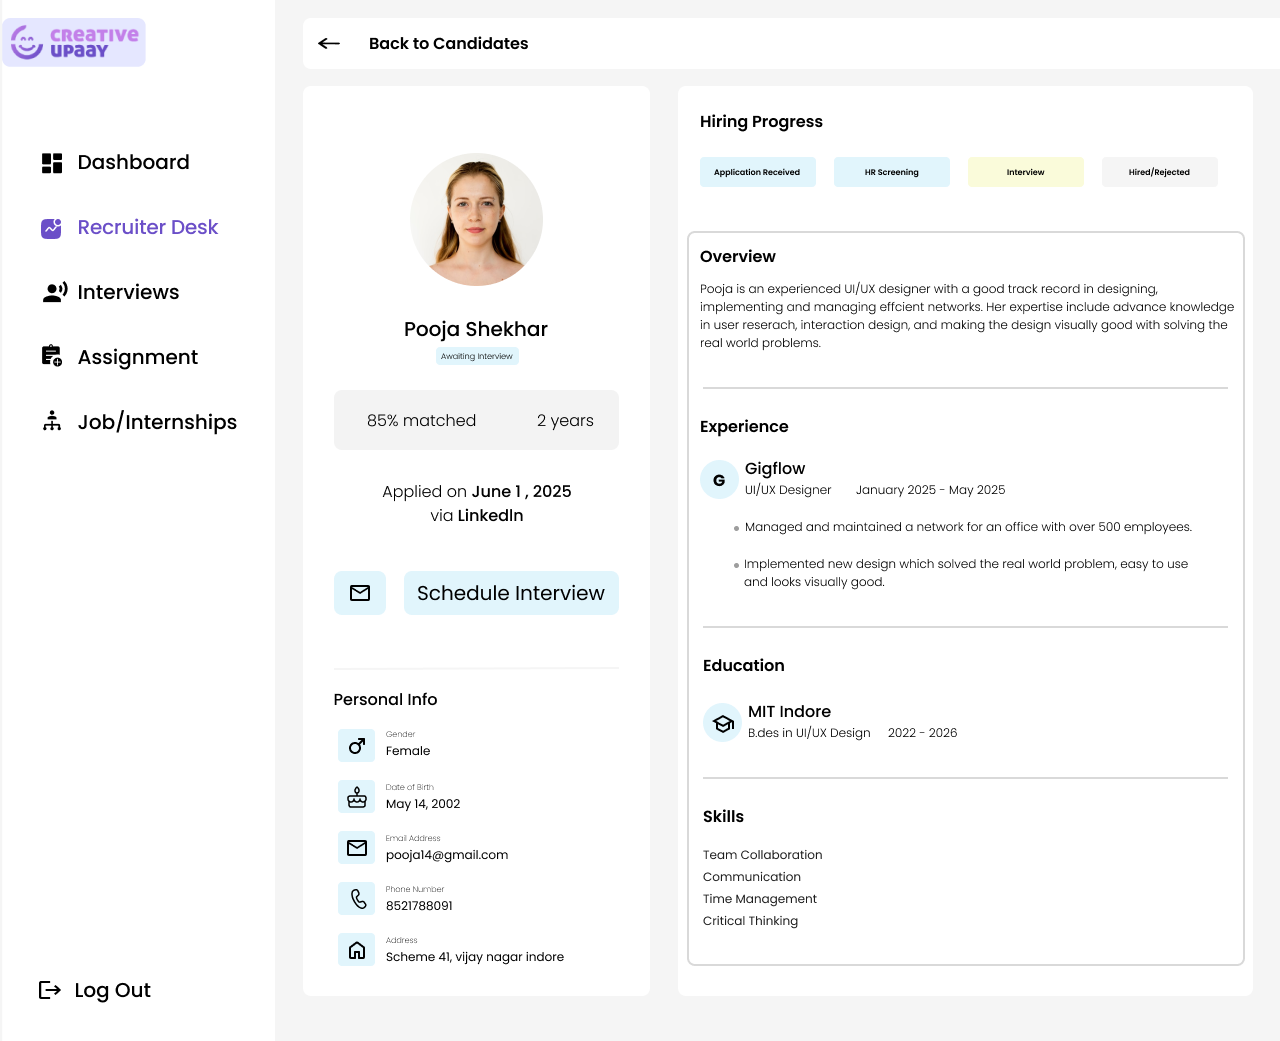 CREATIVE
UPAAY
Dashboard
Recruiter Desk
Interviews
Assignment
Job/Internships
Log Out
Back to Candidates
Pooja Shekhar
Awaiting Interview
85% matched 2 years
Applied on June 1 , 2025
via LinkedIn
Schedule Interview
Personal Info
Gender
Female
Date of Birth
May 14, 2002
Email Address
pooja14@gmail.com
Phone Number
8521788091
Address
Scheme 41, vijay nagar indore
Hiring Progress
Application Received HR Screening Interview Hired/Rejected
Overview
Pooja is an experienced UI/UX designer with a good track record in designing,
implementing and managing effcient networks. Her expertise include advance knowledge
in user reserach, interaction design, and making the design visually good with solving the
real world problems.
Experience
G
Gigflow
UI/UX Designer January 2025 - May 2025
Managed and maintained a network for an office with over 500 employees.
Implemented new design which solved the real world problem, easy to use
and looks visually good.
Education
MIT Indore
B.des in UI/UX Design 2022 - 2026
Skills
Team Collaboration
Communication
Time Management
Critical Thinking